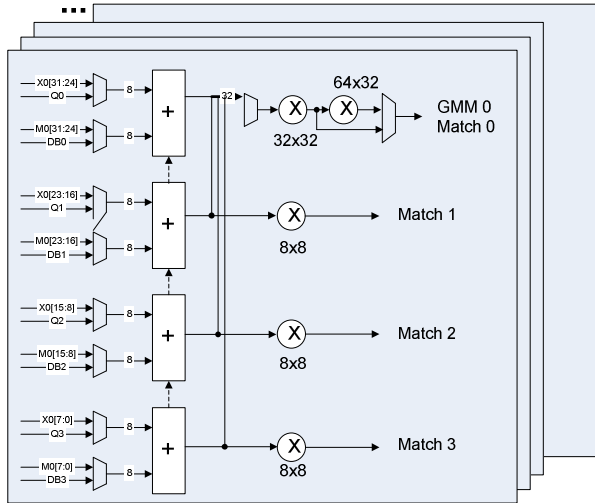 ...
X0[31:24]
Q0
8
M0[31:24]
DB0
8
+
32
X
32x32
64x32
X
GMM 0
Match 0
X0[23:16]
Q1
8
M0[23:16]
DB1
8
+
X
8x8
Match 1
X0[15:8]
Q2
8
M0[15:8]
DB2
8
+
X
8x8
Match 2
X0[7:0]
Q3
8
M0[7:0]
DB3
8
+
X
8x8
Match 3